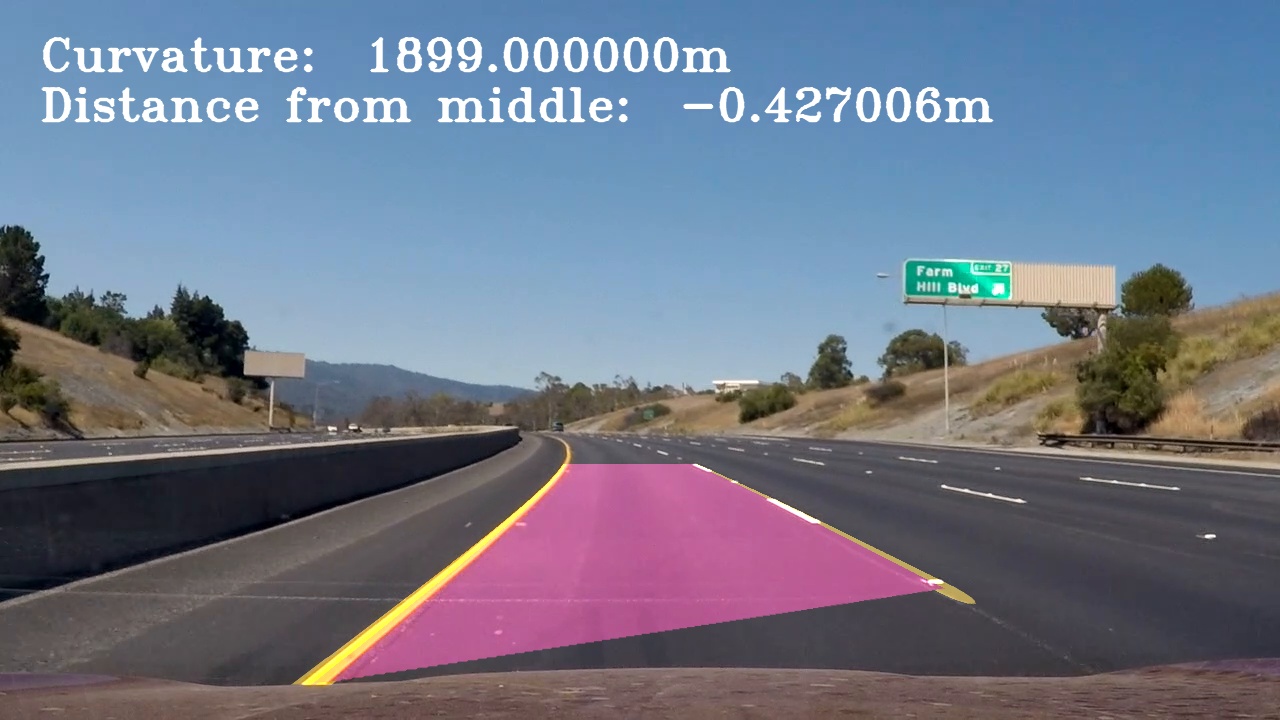 Curvature: 1899.000000m
Distance from middle: -0.427006m
EXIT 27
Farm
Hill Blvd